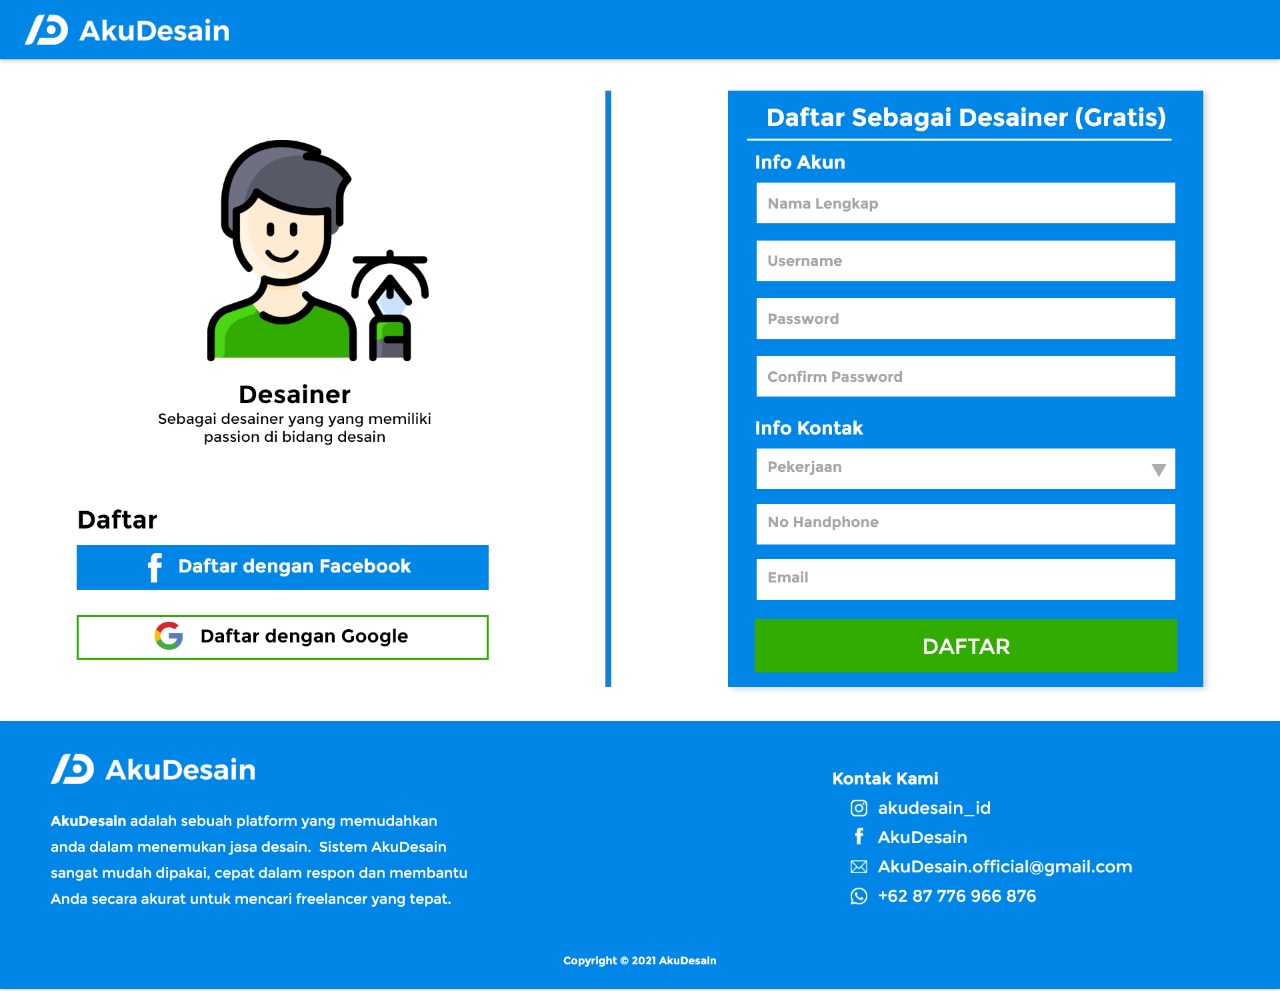 AkuDesain
Desainer
Sebagai desainer yang yang memiliki
passion di bidang desain
Daftar
Daftar dengan Facebook
Daftar dengan Google
Daftar Sebagai Desainer (Gratis)
Info Akun
Nama Lengkap
Username
Password
Confirm Password
Info Kontak
Pekerjaan
No Handphone
Email
DAFTAR
AkuDesain
AkuDesain adalah sebuah platform yang memudahkan
anda dalam menemukan jasa desain. Sistem AkuDesain
sangat mudah dipakai, cepat dalam respon dan membantu
Anda secara akurat untuk mencari freelancer yang tepat.
Kontak Kami
akudesain_id
AkuDesain
AkuDesain.official@gmail.com
+62 87 776 966 876
Copyright © 2021 AkuDesain